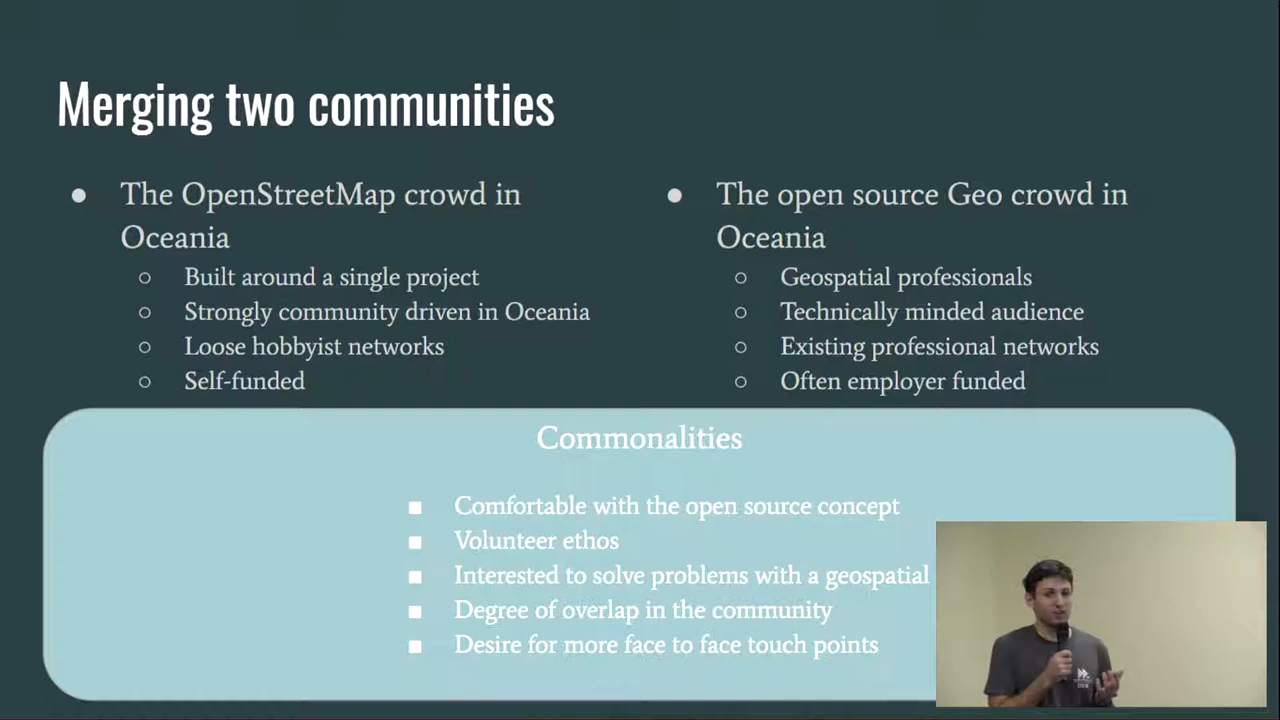 Merging two communities
● The OpenStreetMap crowd in
Oceania
○ Built around a single project
○ Strongly community driven in Oceania
○ Loose hobbyist networks
○ Self-funded
● The open source Geo crowd in
Oceania
○ Geospatial professionals
○ Technically minded audience
○ Existing professional networks
○ Often employer funded
Commonalities
■ Comfortable with the open source concept
■ Volunteer ethos
■ Interested to solve problems with a geospatial
■ Degree of overlap in the community
■ Desire for more face to face touch points